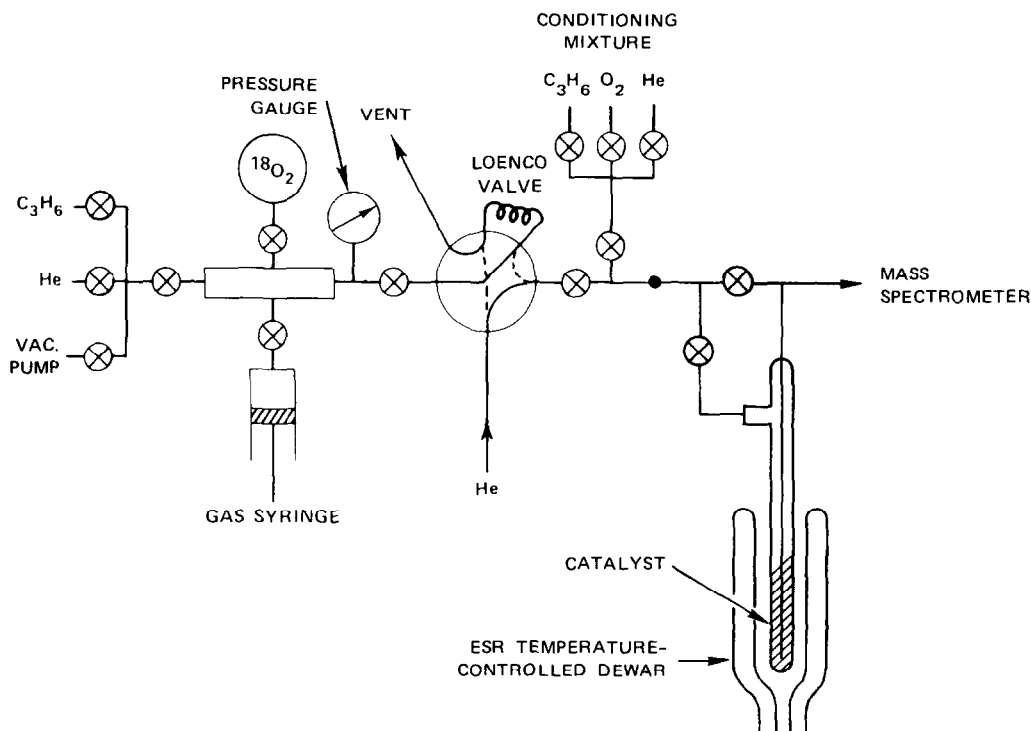 CONDITIONING
MIXTURE
C₃H₆ O₂ He
PRESSURE
GAUGE
VENT
LOENCO
VALVE
¹⁸O₂
C₃H₆
He
VAC.
PUMP
MASS
SPECTROMETER
He
GAS SYRINGE
CATALYST
ESR TEMPERATURE-
CONTROLLED DEWAR